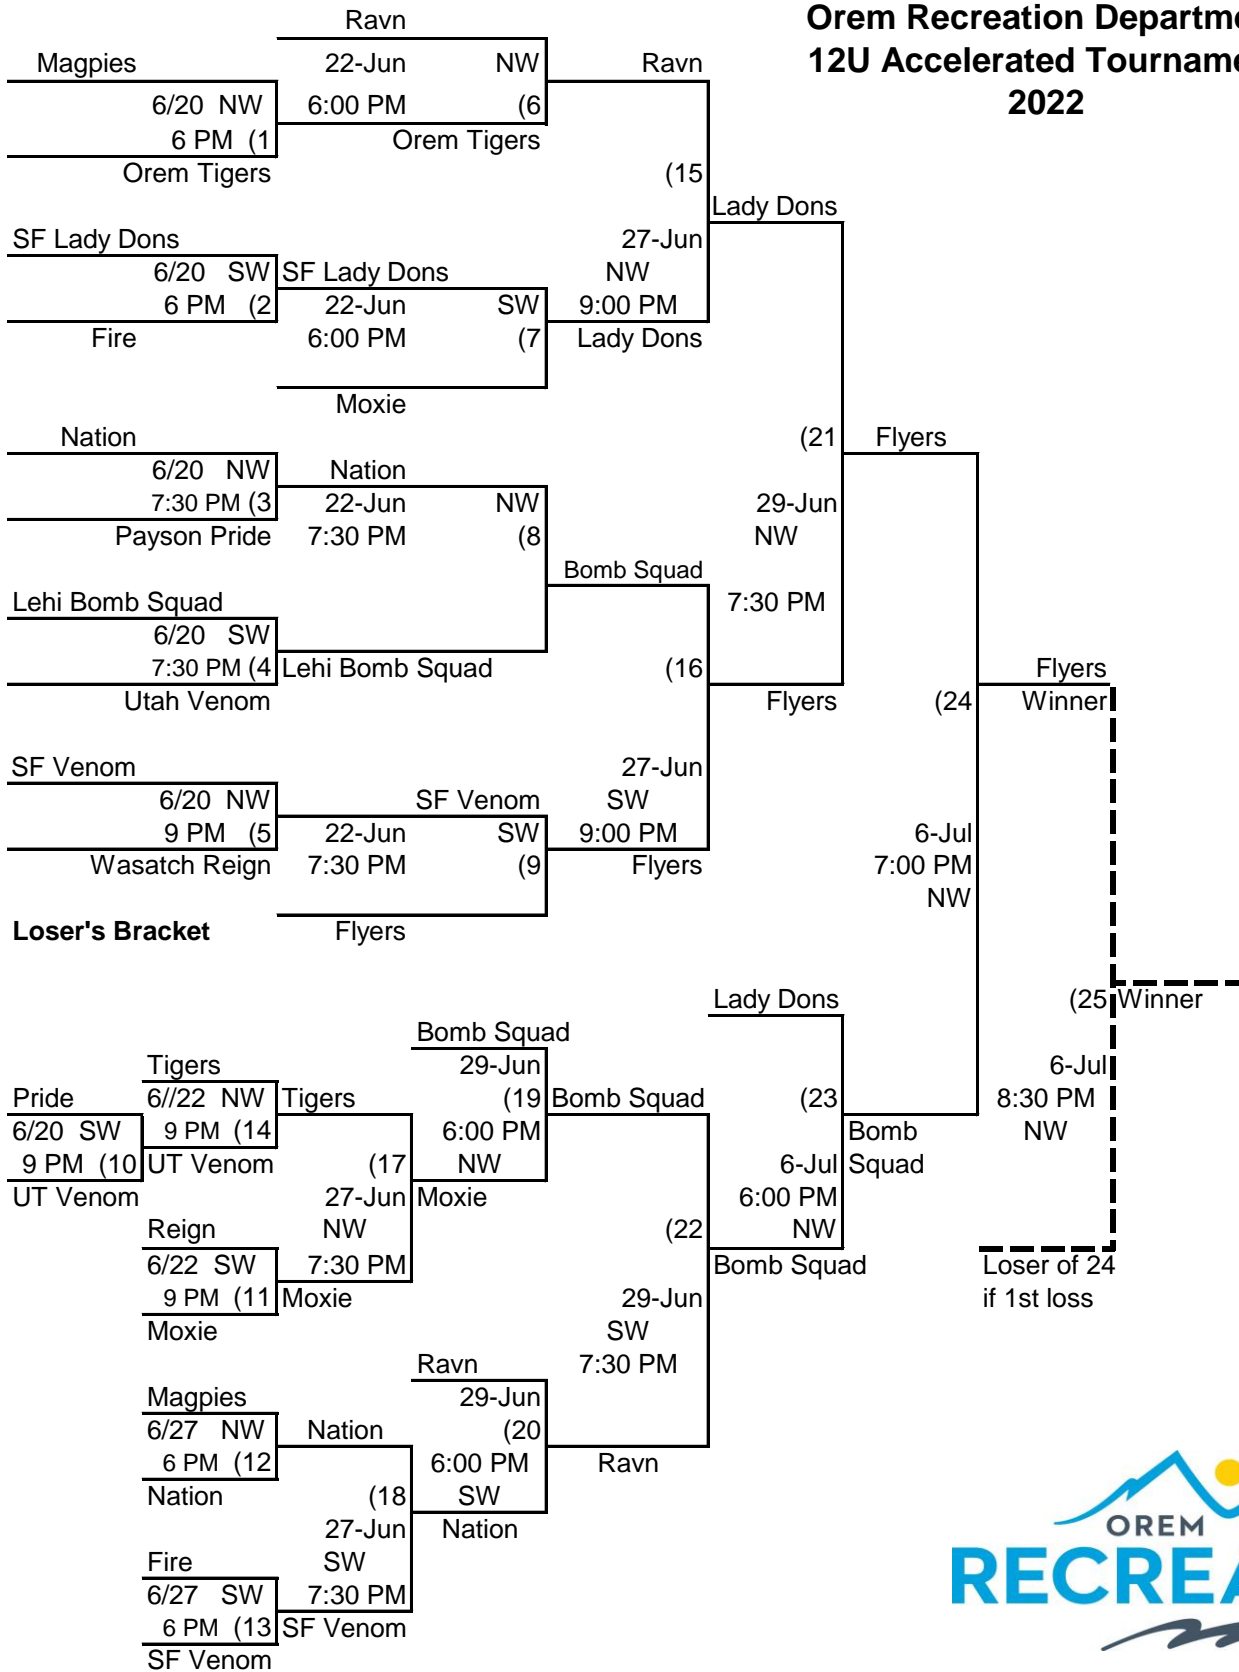 Ravn
Orem Recreation Departme
Magpies 22-Jun NW Ravn 12U Accelerated Tourname
6/20 NW 6:00 PM (6 2022
6 PM (1 Orem Tigers
Orem Tigers (15
Lady Dons
SF Lady Dons 27-Jun
6/20 SW SF Lady Dons NW
6 PM (2 22-Jun SW 9:00 PM
Fire 6:00 PM (7 Lady Dons
Moxie
Nation (21 Flyers
6/20 NW Nation
7:30 PM (3 22-Jun NW 29-Jun
Payson Pride 7:30 PM (8 NW
Bomb Squad
Lehi Bomb Squad 7:30 PM
6/20 SW
7:30 PM (4 Lehi Bomb Squad (16 Flyers
Utah Venom Flyers (24 Winner
SF Venom 27-Jun
6/20 NW SF Venom SW
9 PM (5 22-Jun SW 9:00 PM 6-Jul
Wasatch Reign 7:30 PM (9 Flyers 7:00 PM
NW
Loser's Bracket Flyers
Lady Dons (25 Winner
Bomb Squad
Tigers 29-Jun 6-Jul
Pride 6//22 NW Tigers (19 Bomb Squad (23 8:30 PM
6/20 SW 9 PM (14 6:00 PM Bomb NW
9 PM (10 UT Venom (17 NW 6-Jul Squad
UT Venom 27-Jun Moxie 6:00 PM
Reign NW (22 NW
6/22 SW 7:30 PM Bomb Squad Loser of 24
9 PM (11 Moxie 29-Jun if 1st loss
Moxie SW
Ravn 7:30 PM
Magpies 29-Jun
6/27 NW Nation (20
6 PM (12 6:00 PM Ravn
Nation (18 SW
27-Jun Nation OREM
Fire SW
6/27 SW 7:30 PM RECREA
6 PM (13 SF Venom
SF Venom